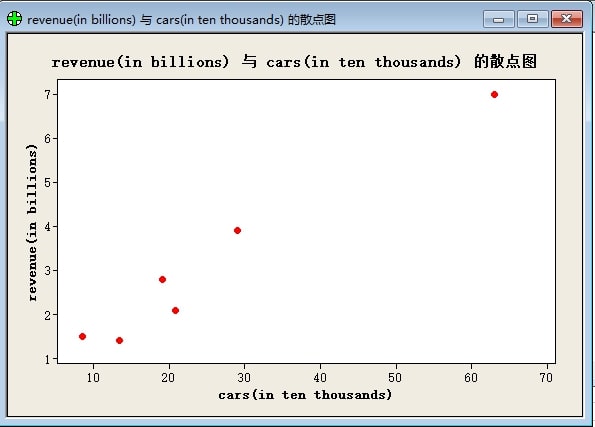 revenue(in billions) 与 cars(in ten thousands) 的散点图
revenue(in billions) 与 cars(in ten thousands) 的散点图
revenue(in billions)
7
6
5
4
3
2
1
10 20 30 40 50 60 70
cars(in ten thousands)